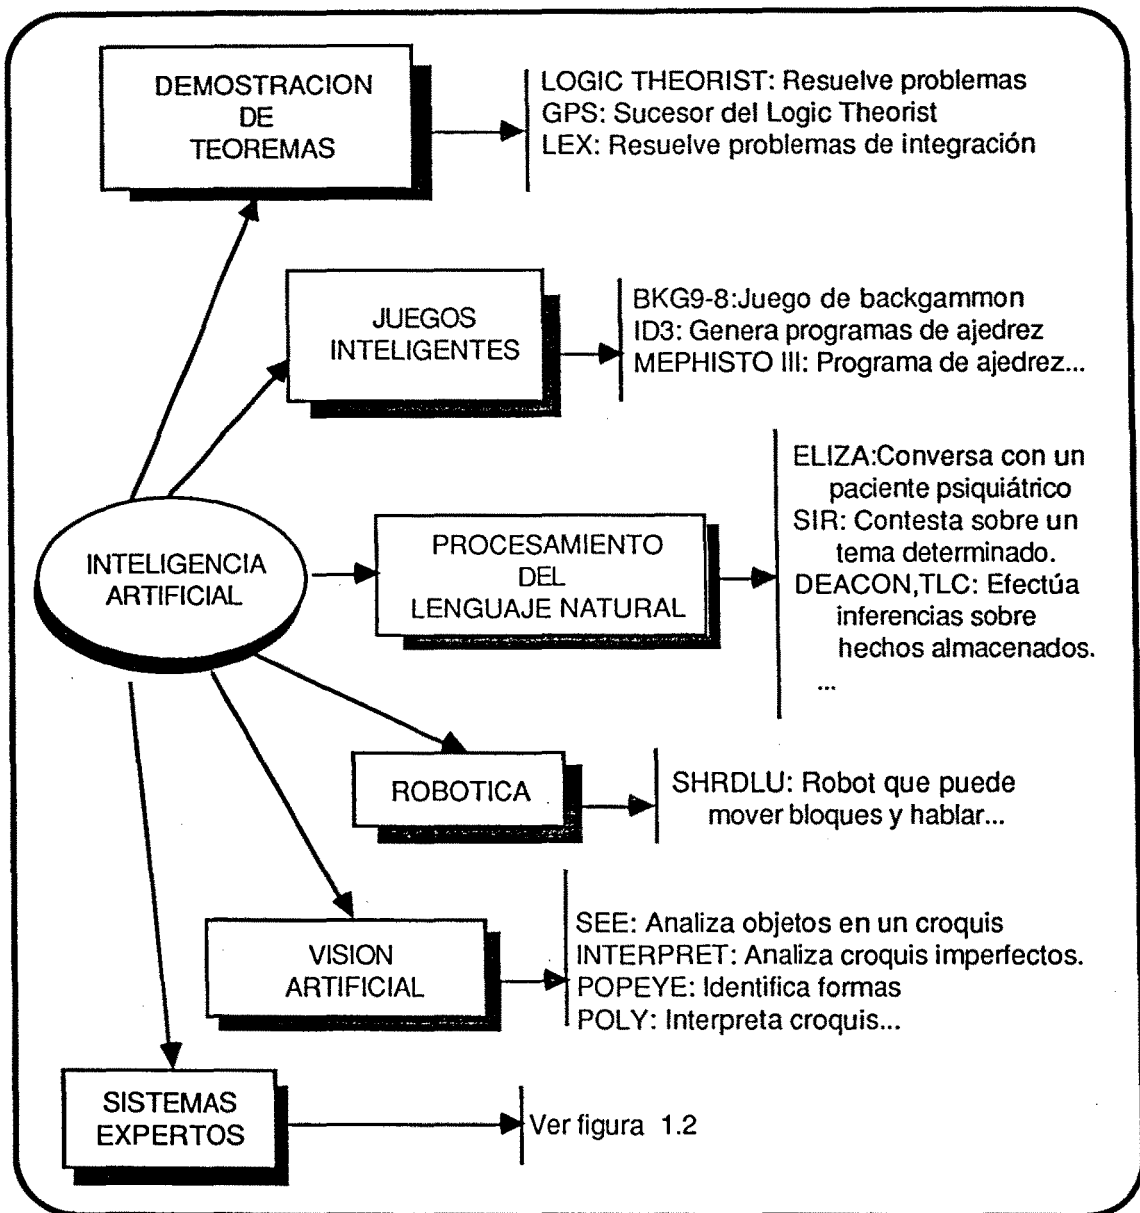 DEMOSTRACION
DE
TEOREMAS
LOGIC THEORIST: Resuelve problemas
GPS: Sucesor del Logic Theorist
LEX: Resuelve problemas de integración
JUEGOS
INTELIGENTES
BKG9-8:Juego de backgammon
ID3: Genera programas de ajedrez
MEPHISTO III: Programa de ajedrez...
INTELIGENCIA
ARTIFICIAL
PROCESAMIENTO
DEL
LENGUAJE NATURAL
ELIZA:Conversa con un
paciente psiquiátrico
SIR: Contesta sobre un
tema determinado.
DEACON,TLC: Efectúa
inferencias sobre
hechos almacenados.
...
ROBOTICA
SHRDLU: Robot que puede
mover bloques y hablar...
VISION
ARTIFICIAL
SEE: Analiza objetos en un croquis
INTERPRET: Analiza croquis imperfectos.
POPEYE: Identifica formas
POLY: Interpreta croquis...
SISTEMAS
EXPERTOS
Ver figura 1.2